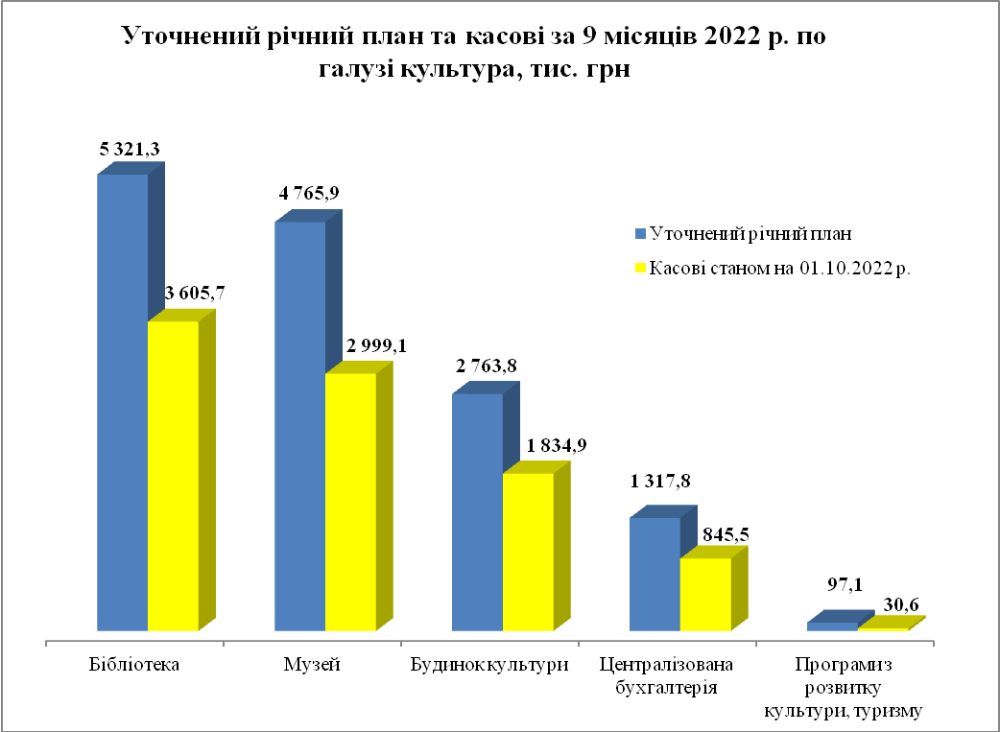 Уточнений річний план та касові за 9 місяців 2022 р. по
галузі культура, тис. грн
5 321,3
4 765,9
Уточнений річний план
Касові станом на 01.10.2022 р.
3 605,7
2 999,1
2 763,8
1 834,9
1 317,8
845,5
97,1
30,6
Бібліотека
Музей
Будинок культури
Централізована
бухгалтерія
Програми з
розвитку
культури, туризму